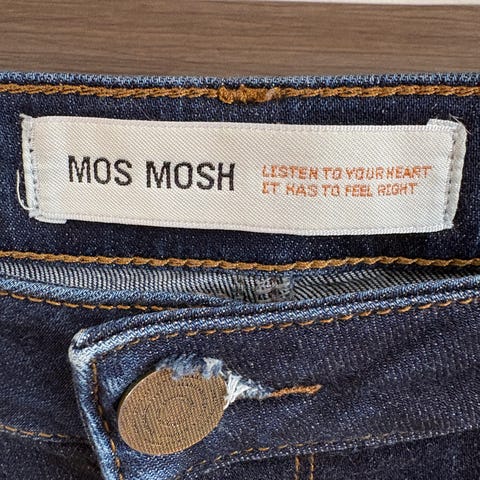 MOS MOSH
LISTEN TO YOUR HEART
IT HAS TO FEEL RIGHT